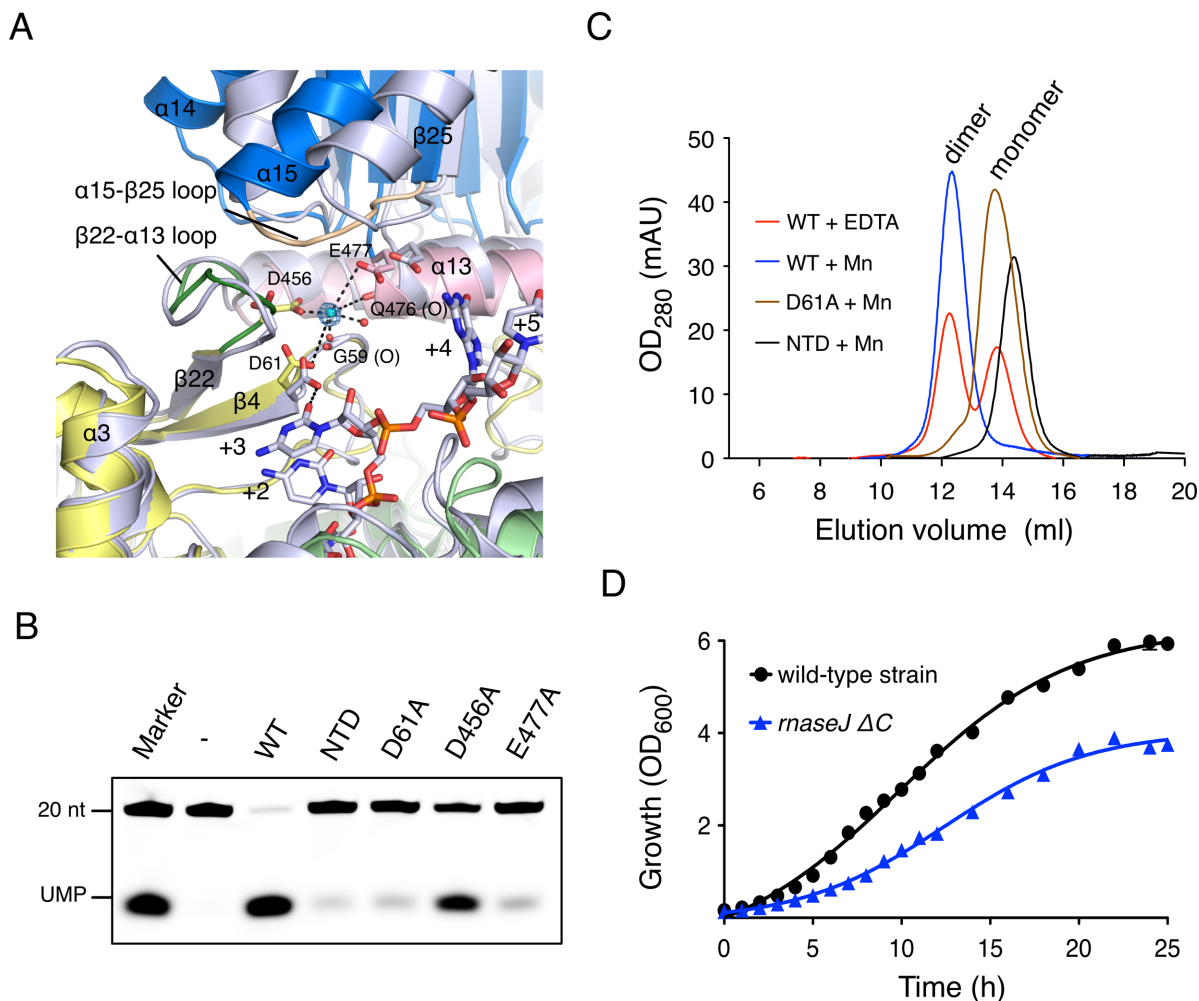 A
α14
α15
β25
α15-β25 loop
β22-α13 loop
E477
D456
α13
Q476 (O)
+5
D61
G59 (O)
+4
β22
β4
α3
+3
+2
B
Marker
-
WT
NTD
D61A
D456A
E477A
20 nt
UMP
C
dimer
monomer
50
40
30
20
10
0
OD280 (mAU)
WT + EDTA
WT + Mn
D61A + Mn
NTD + Mn
6 8 10 12 14 16 18 20
Elution volume (ml)
D
6
4
2
Growth (OD600)
wild-type strain
rnaseJ ΔC
0 5 10 15 20 25
Time (h)